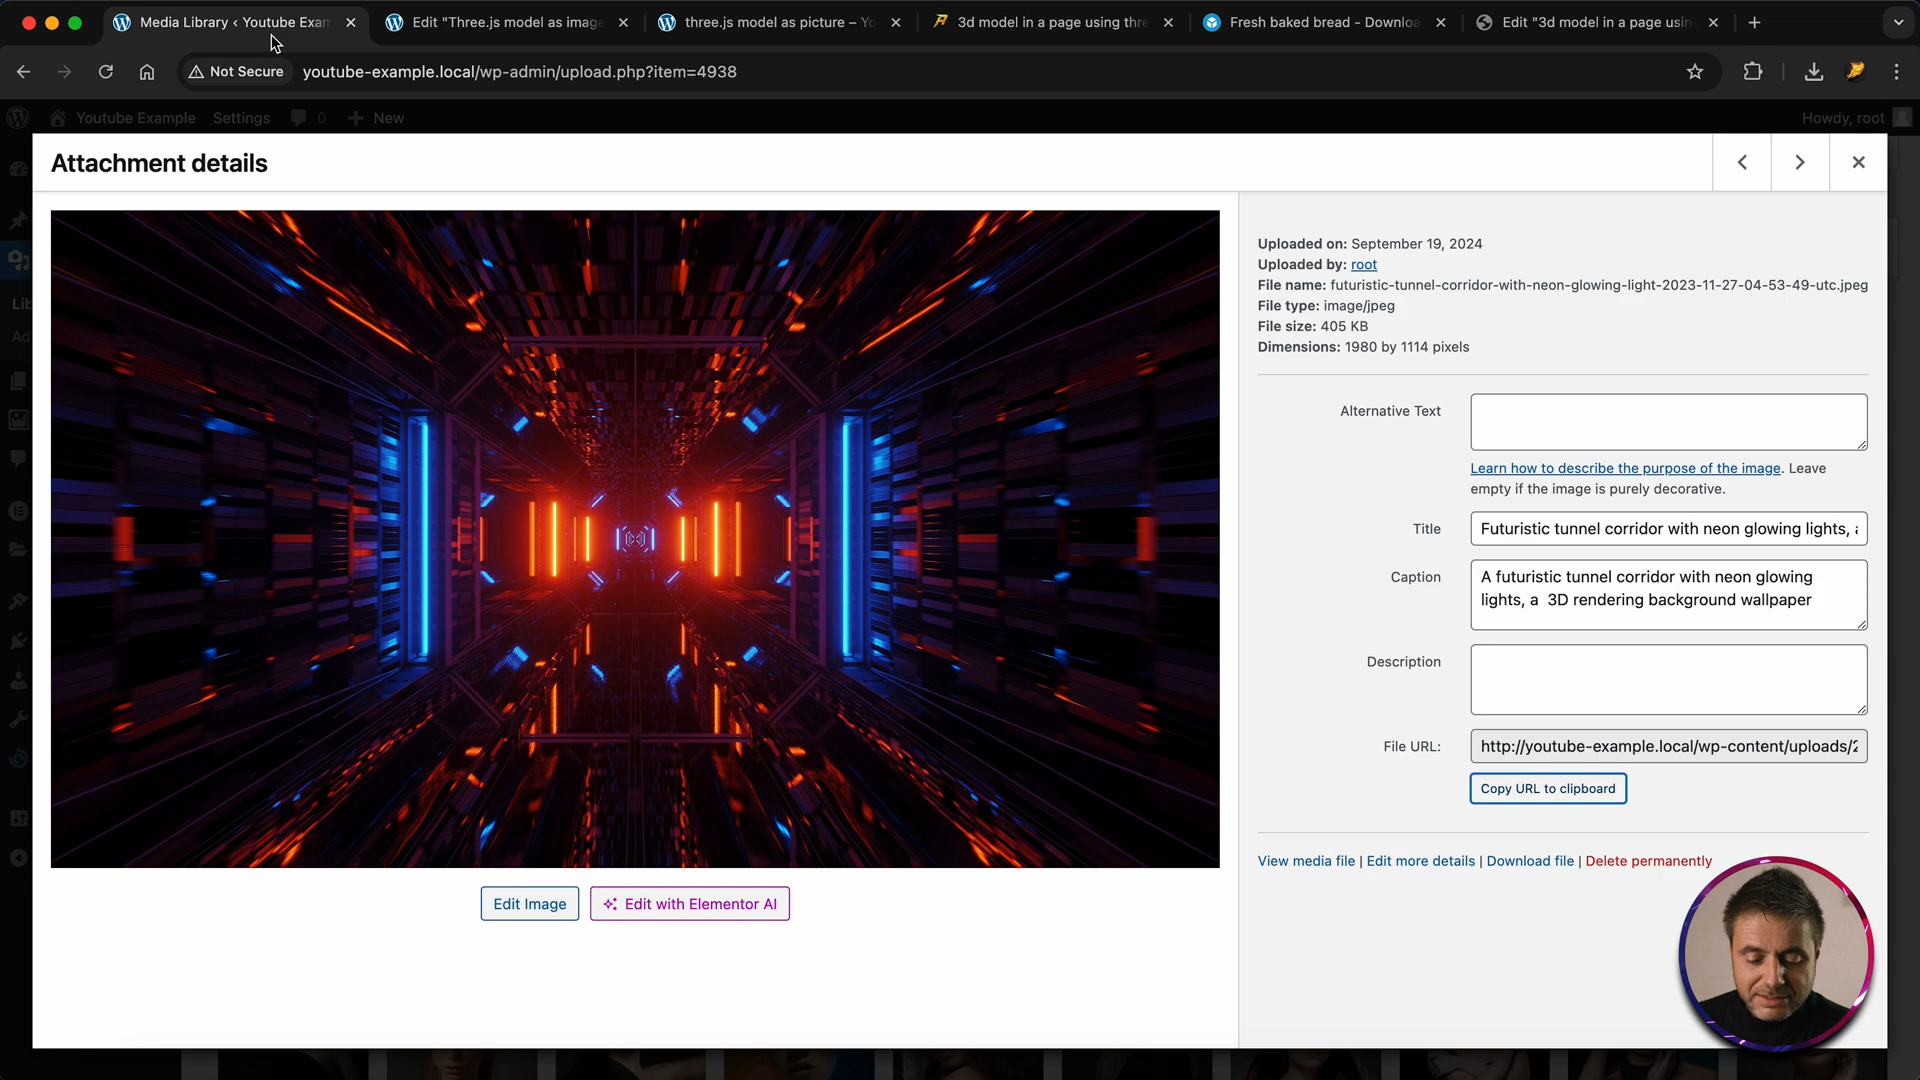 Media Library ‹ Youtube Exam
Edit "Three.js model as image
three.js model as picture – Yo
3d model in a page using thre
Fresh baked bread - Downloa
Edit "3d model in a page usin
Not Secure
youtube-example.local/wp-admin/upload.php?item=4938
Youtube Example
Settings
0
New
Howdy, root
Attachment details
Lib
Ad
Uploaded on: September 19, 2024
Uploaded by: root
File name: futuristic-tunnel-corridor-with-neon-glowing-light-2023-11-27-04-53-49-utc.jpeg
File type: image/jpeg
File size: 405 KB
Dimensions: 1980 by 1114 pixels
Alternative Text
Learn how to describe the purpose of the image. Leave
empty if the image is purely decorative.
Title
Futuristic tunnel corridor with neon glowing lights, a
Caption
A futuristic tunnel corridor with neon glowing
lights, a 3D rendering background wallpaper
Description
File URL:
http://youtube-example.local/wp-content/uploads/2
Copy URL to clipboard
View media file | Edit more details | Download file | Delete permanently
Edit Image
Edit with Elementor AI